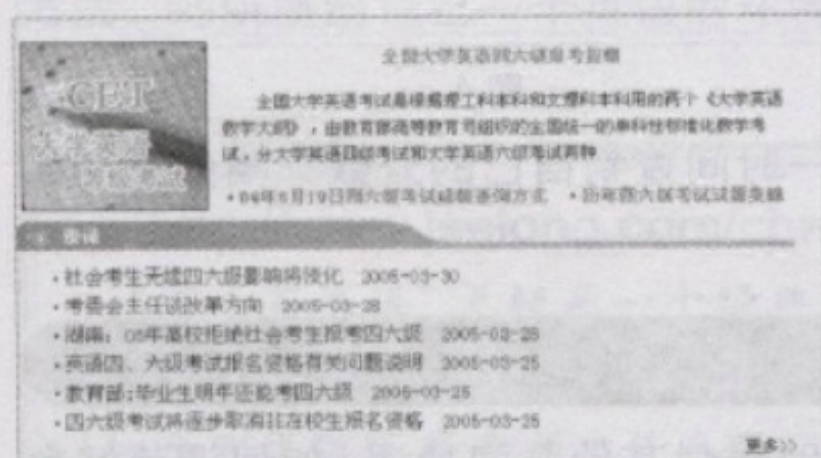 全国大学英语四六级报考指南
CET
大学英语
等级考试
全国大学英语考试是根据理工科本科和文理科本科用的两个《大学英语
教学大纲》，由教育部高等教育司组织的全国统一的单科性标准化教学考
试，分大学英语四级考试和大学英语六级考试两种
·04年6月19日四六级考试成绩查询方式 ·历年四六级考试试题集锦
·社会考生无缘四六级影响将淡化 2005-03-30
·考委会主任谈改革方向 2005-03-28
·湖南：05年高校拒绝社会考生报考四六级 2005-03-28
·英语四、六级考试报名资格有关问题说明 2005-03-25
·教育部:毕业生明年还能考四六级 2005-03-25
·四六级考试将逐步取消非在校生报名资格 2005-03-25
更多>>